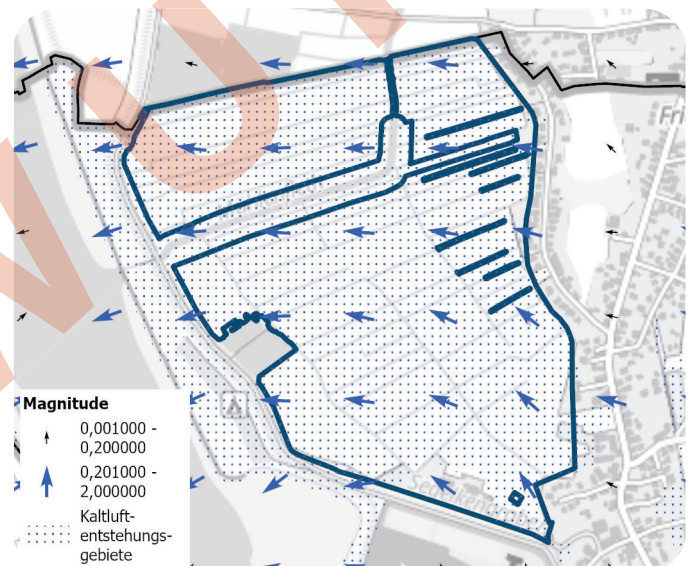 Fri
Magnitude
0,001000 -
0,200000
0,201000 -
2,000000
Kaltluft-
entstehungs-
gebiete